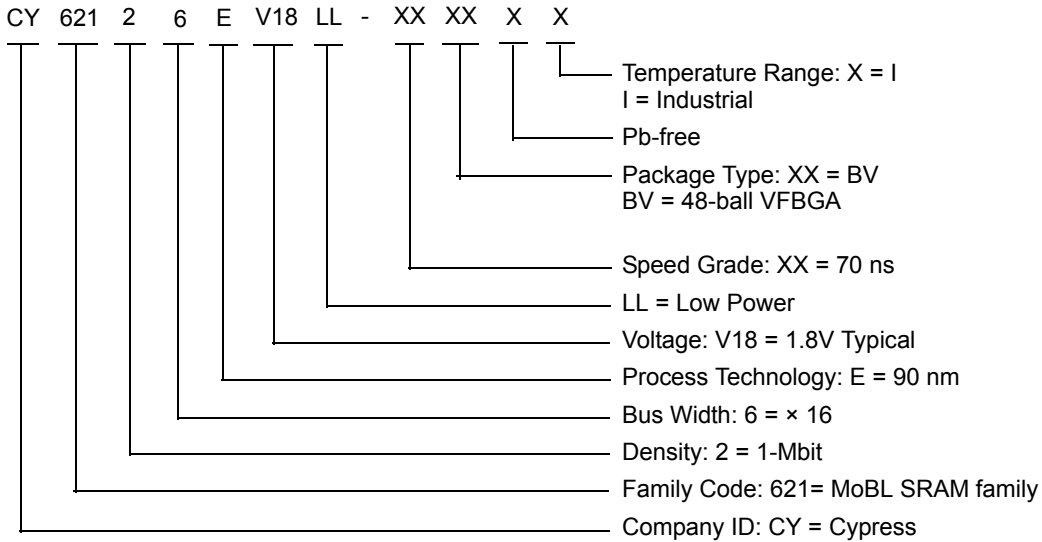 CY 621 2 6 E V18 LL - XX XX X X
Temperature Range: X = I
I = Industrial
Pb-free
Package Type: XX = BV
BV = 48-ball VFBGA
Speed Grade: XX = 70 ns
LL = Low Power
Voltage: V18 = 1.8V Typical
Process Technology: E = 90 nm
Bus Width: 6 = × 16
Density: 2 = 1-Mbit
Family Code: 621= MoBL SRAM family
Company ID: CY = Cypress